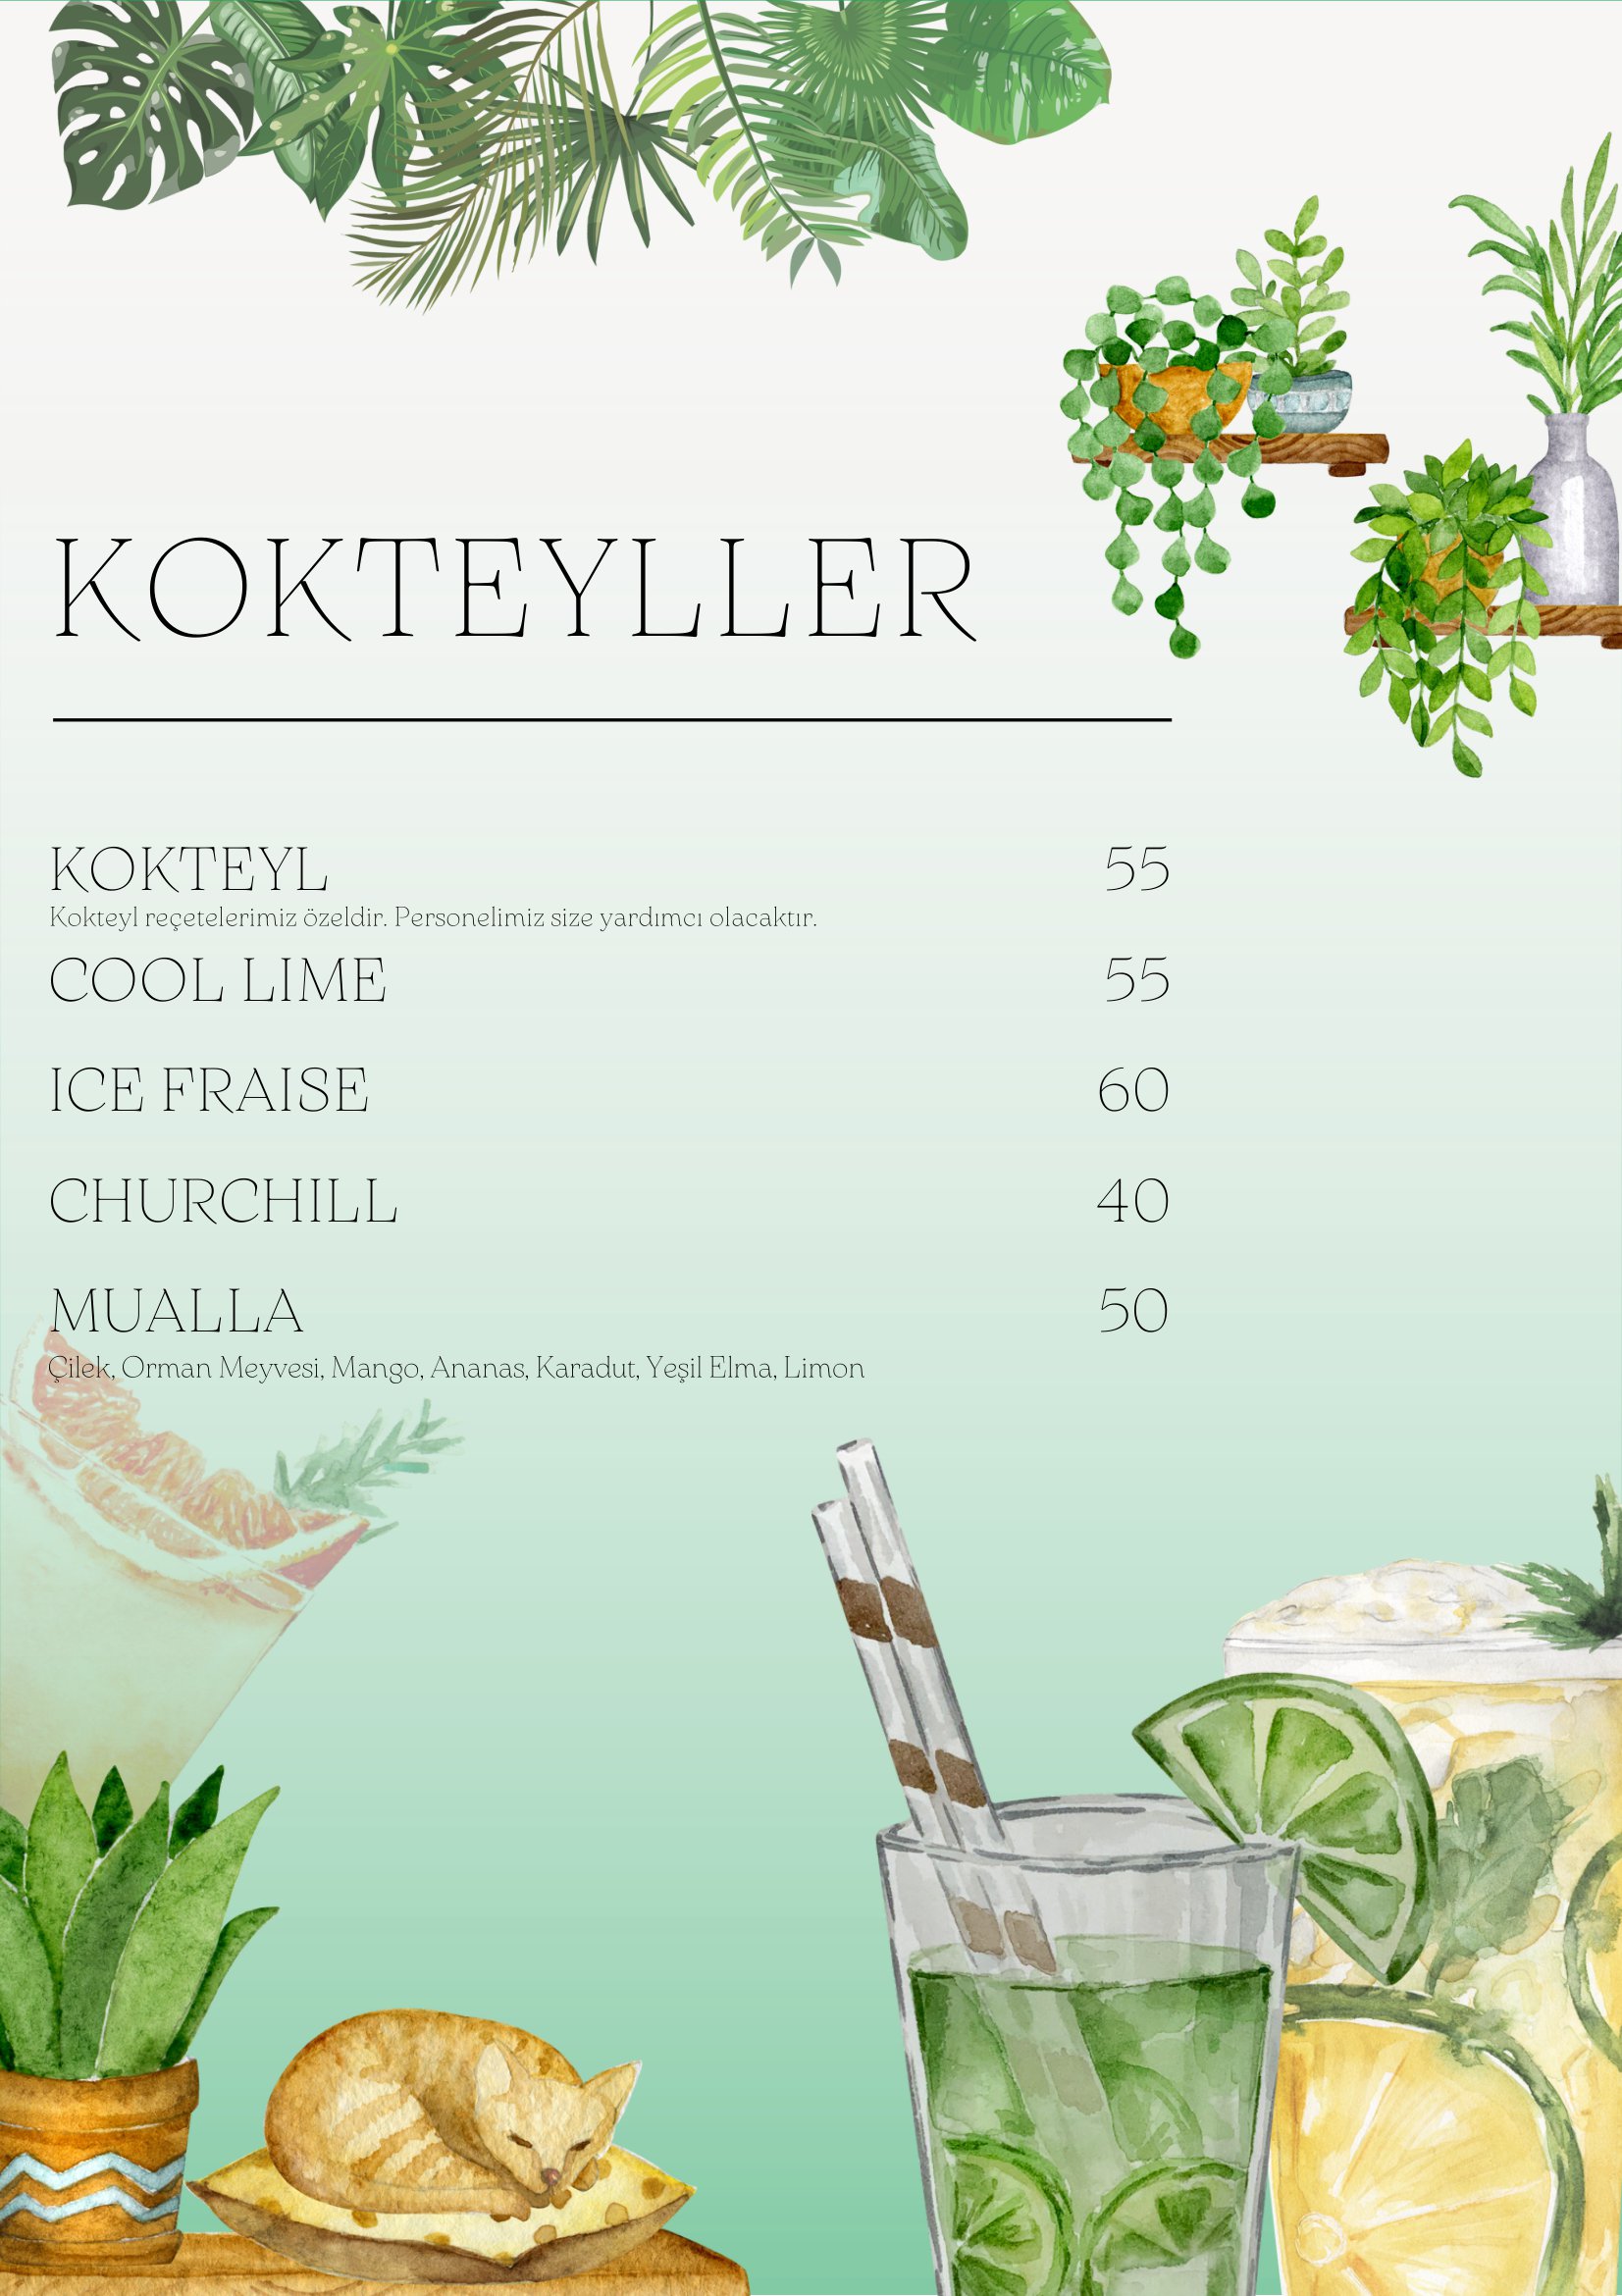 KOKTEYLLER
KOKTEYL 55
Kokteyl reçetelerimiz özeldir. Personelimiz size yardımcı olacaktır.
COOL LIME 55
ICE FRAISE 60
CHURCHILL 40
MUALLA 50
Çilek, Orman Meyvesi, Mango, Ananas, Karadut, Yeşil Elma, Limon